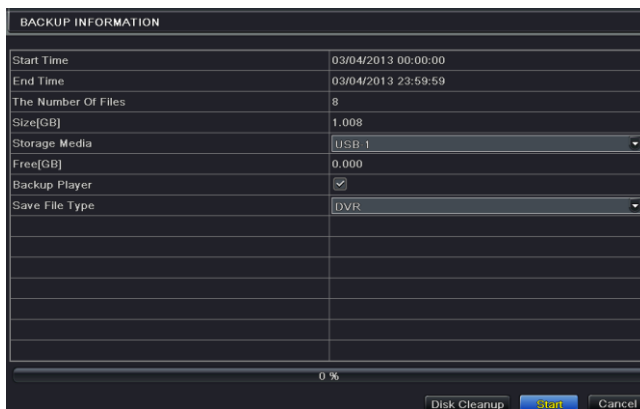 BACKUP INFORMATION
Start Time 03/04/2013 00:00:00
End Time 03/04/2013 23:59:59
The Number Of Files 8
Size[GB] 1.008
Storage Media USB-1
Free[GB] 0.000
Backup Player
Save File Type DVR
0 %
Disk Cleanup Start Cancel